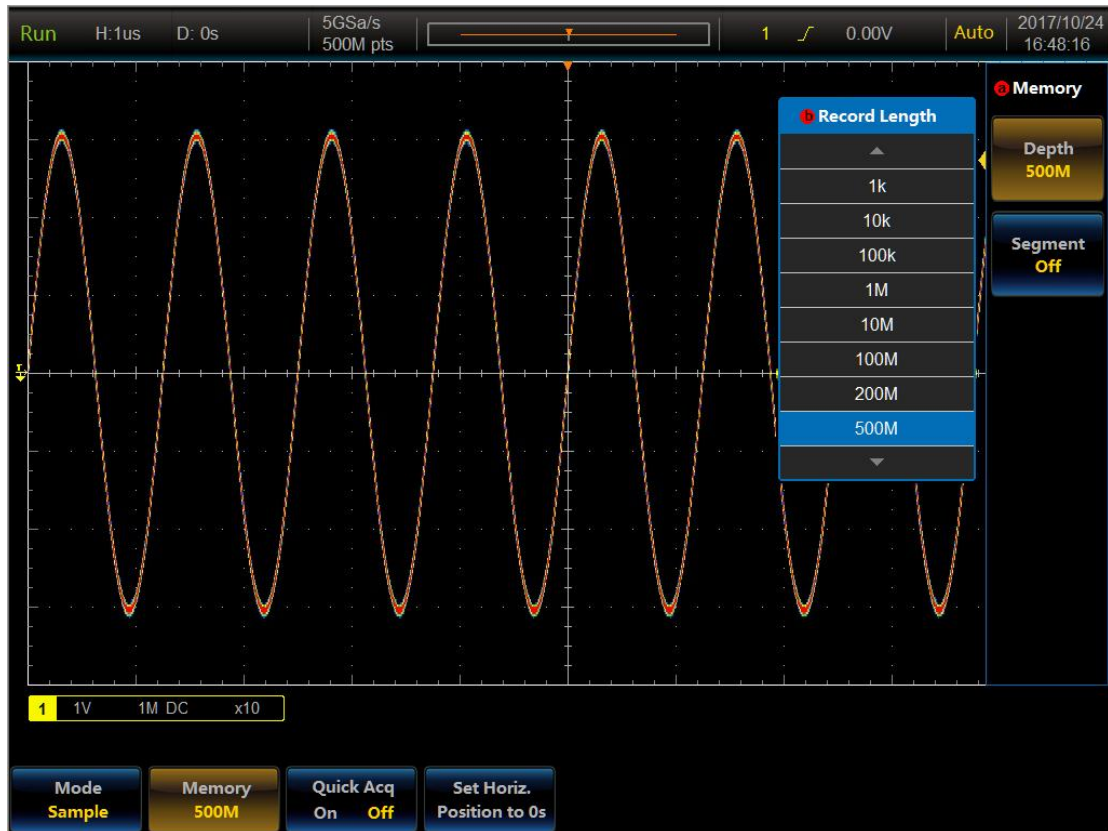 Run H:1us D: 0s 5GSa/s 1 0.00V Auto 2017/10/24
500M pts 16:48:16
T
a Memory
b Record Length
Depth
500M
1k
10k
100k
1M
10M
100M
200M
500M
Segment
Off
T
1 1V 1M DC x10
Mode
Sample
Memory
500M
Quick Acq
On Off
Set Horiz.
Position to 0s